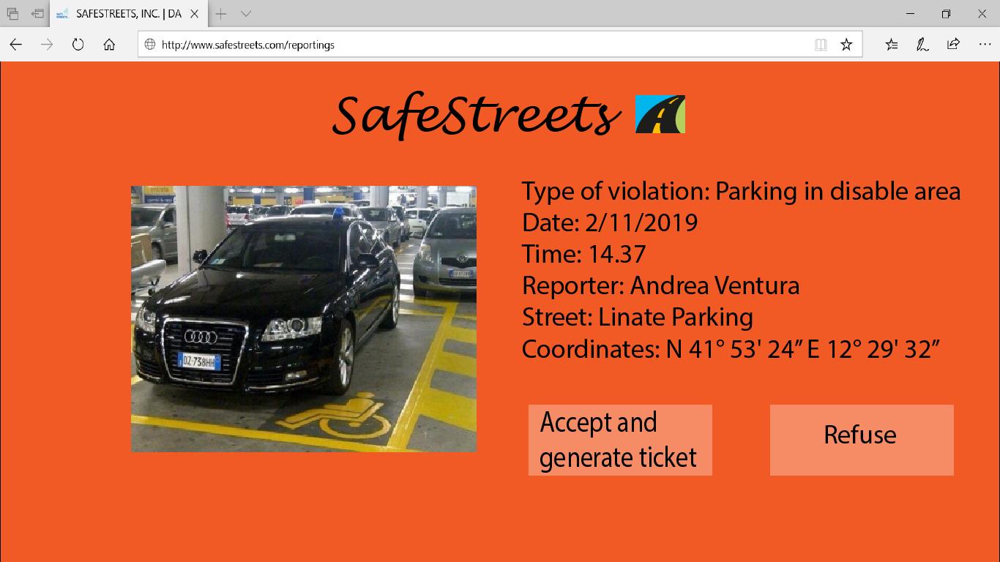 SAFESTREETS, INC. | DA
http://www.safestreets.com/reportings
SafeStreets
Type of violation: Parking in disable area
Date: 2/11/2019
Time: 14.37
Reporter: Andrea Ventura
Street: Linate Parking
Coordinates: N 41° 53' 24” E 12° 29' 32”
DZ-758HH
Accept and
generate ticket
Refuse